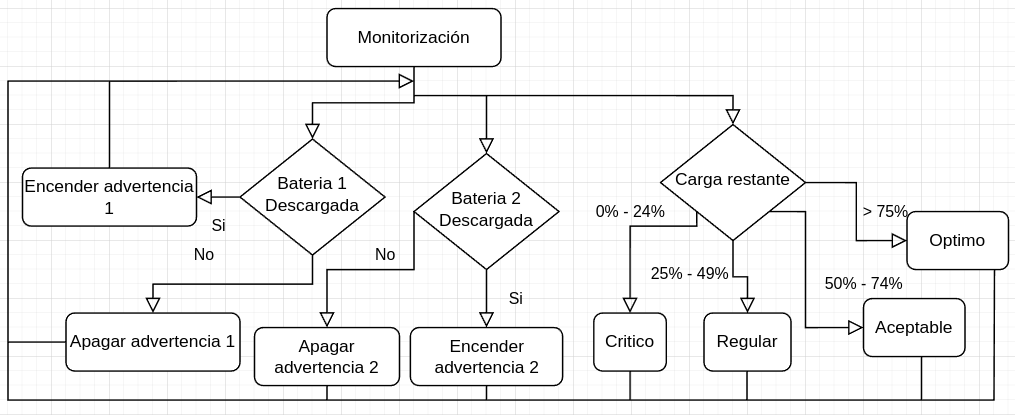 Monitorización
Encender advertencia
1
Bateria 1
Descargada
Si
No
Apagar advertencia 1
Bateria 2
Descargada
No
Si
Apagar
advertencia 2
Encender
advertencia 2
Carga restante
0% - 24%
25% - 49%
> 75%
50% - 74%
Critico
Regular
Aceptable
Optimo